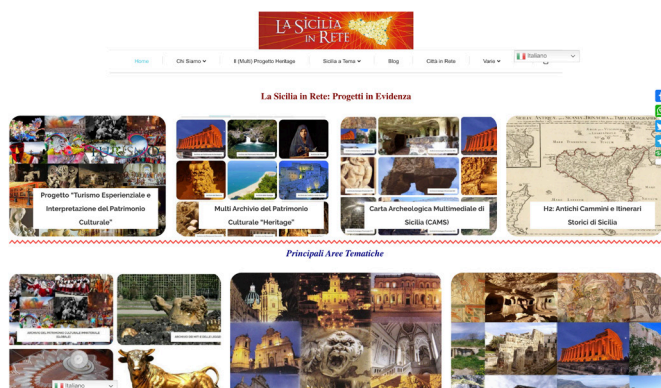 LA SICILIA
IN RETE
Home
Chi Siamo
Il (Multi) Progetto Heritage
Sicilia a Tema
Blog
Città in Rete
Varie
Italiano
La Sicilia in Rete: Progetti in Evidenza
TURISMO
Progetto "Turismo Esperienziale e
Interpretazione del Patrimonio
Culturale"
Multi Archivio del Patrimonio
Culturale "Heritage"
Carta Archeologica Multimediale di
Sicilia (CAMS)
H2: Antichi Cammini e Itinerari
Storici di Sicilia
Principali Aree Tematiche
Italiano